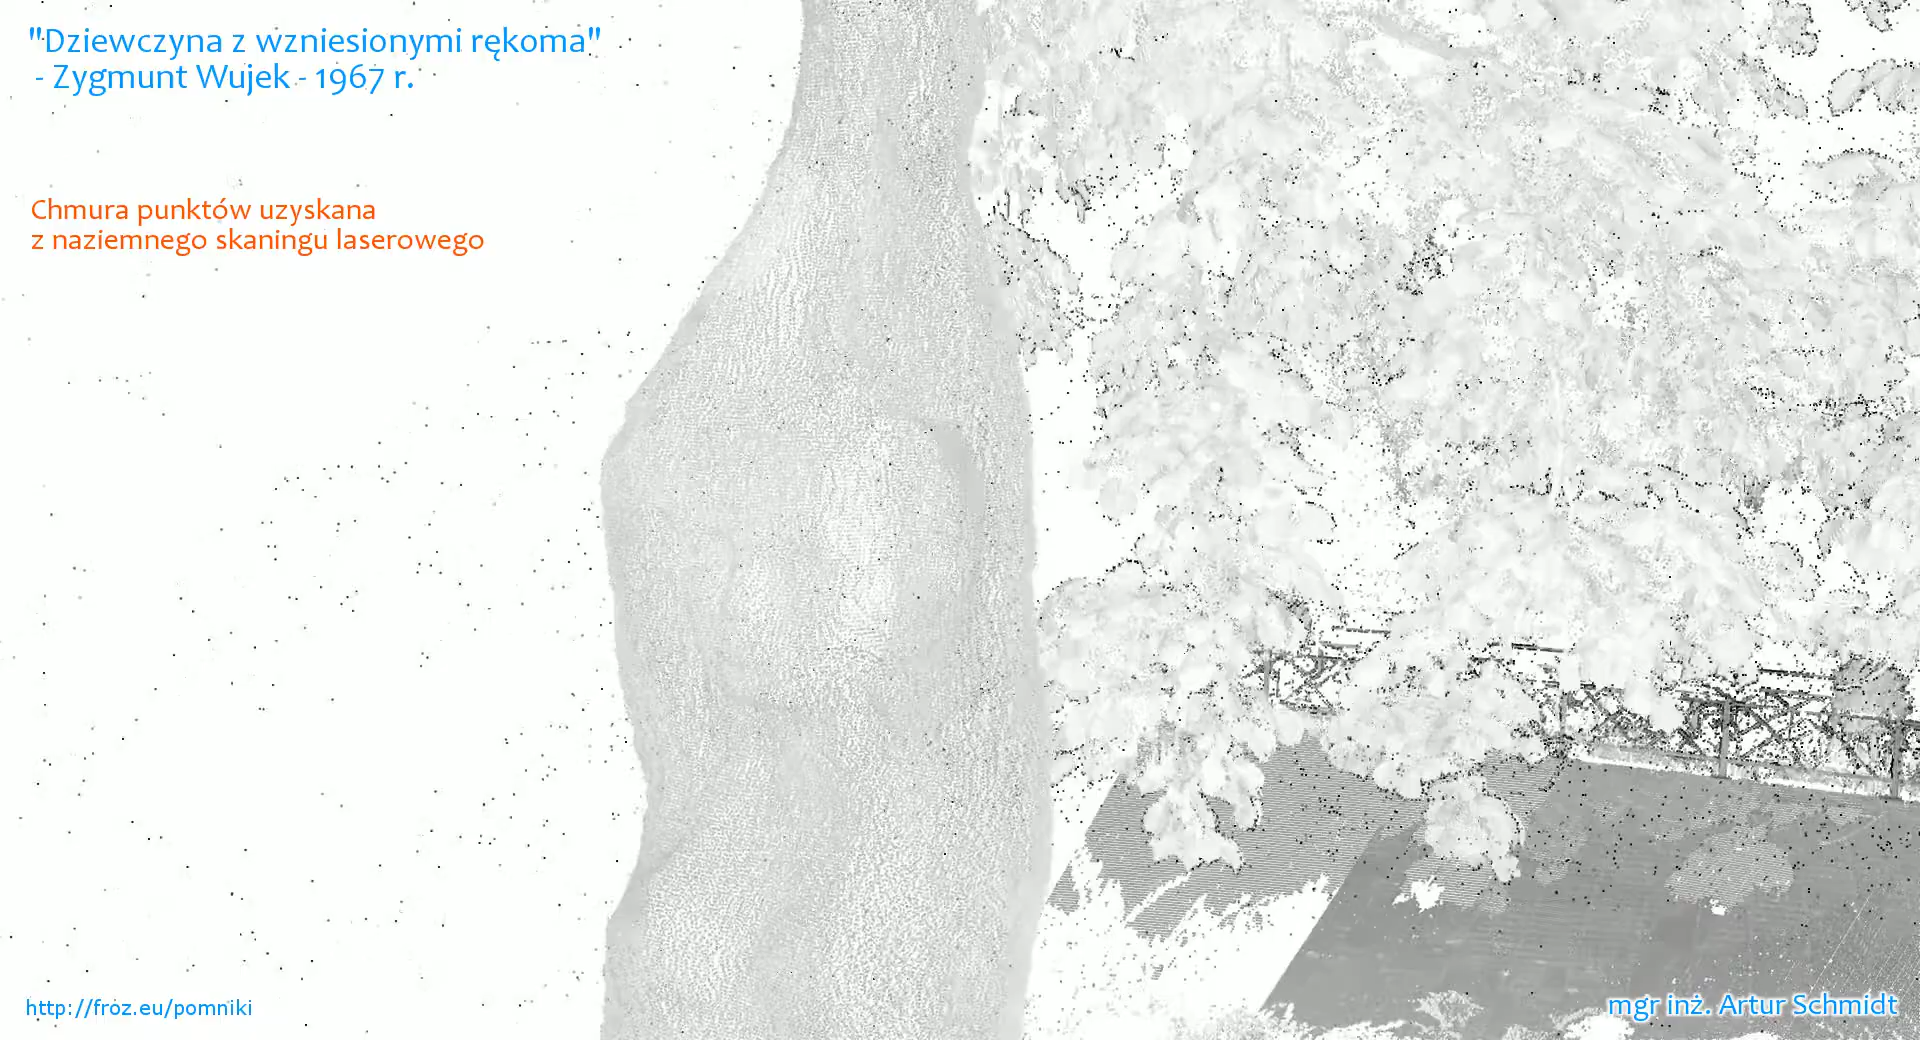 "Dziewczyna z wzniesionymi rękoma"
- Zygmunt Wujek - 1967 r.
Chmura punktów uzyskana
z naziemnego skaningu laserowego
http://froz.eu/pomniki
mgr inż. Artur Schmidt